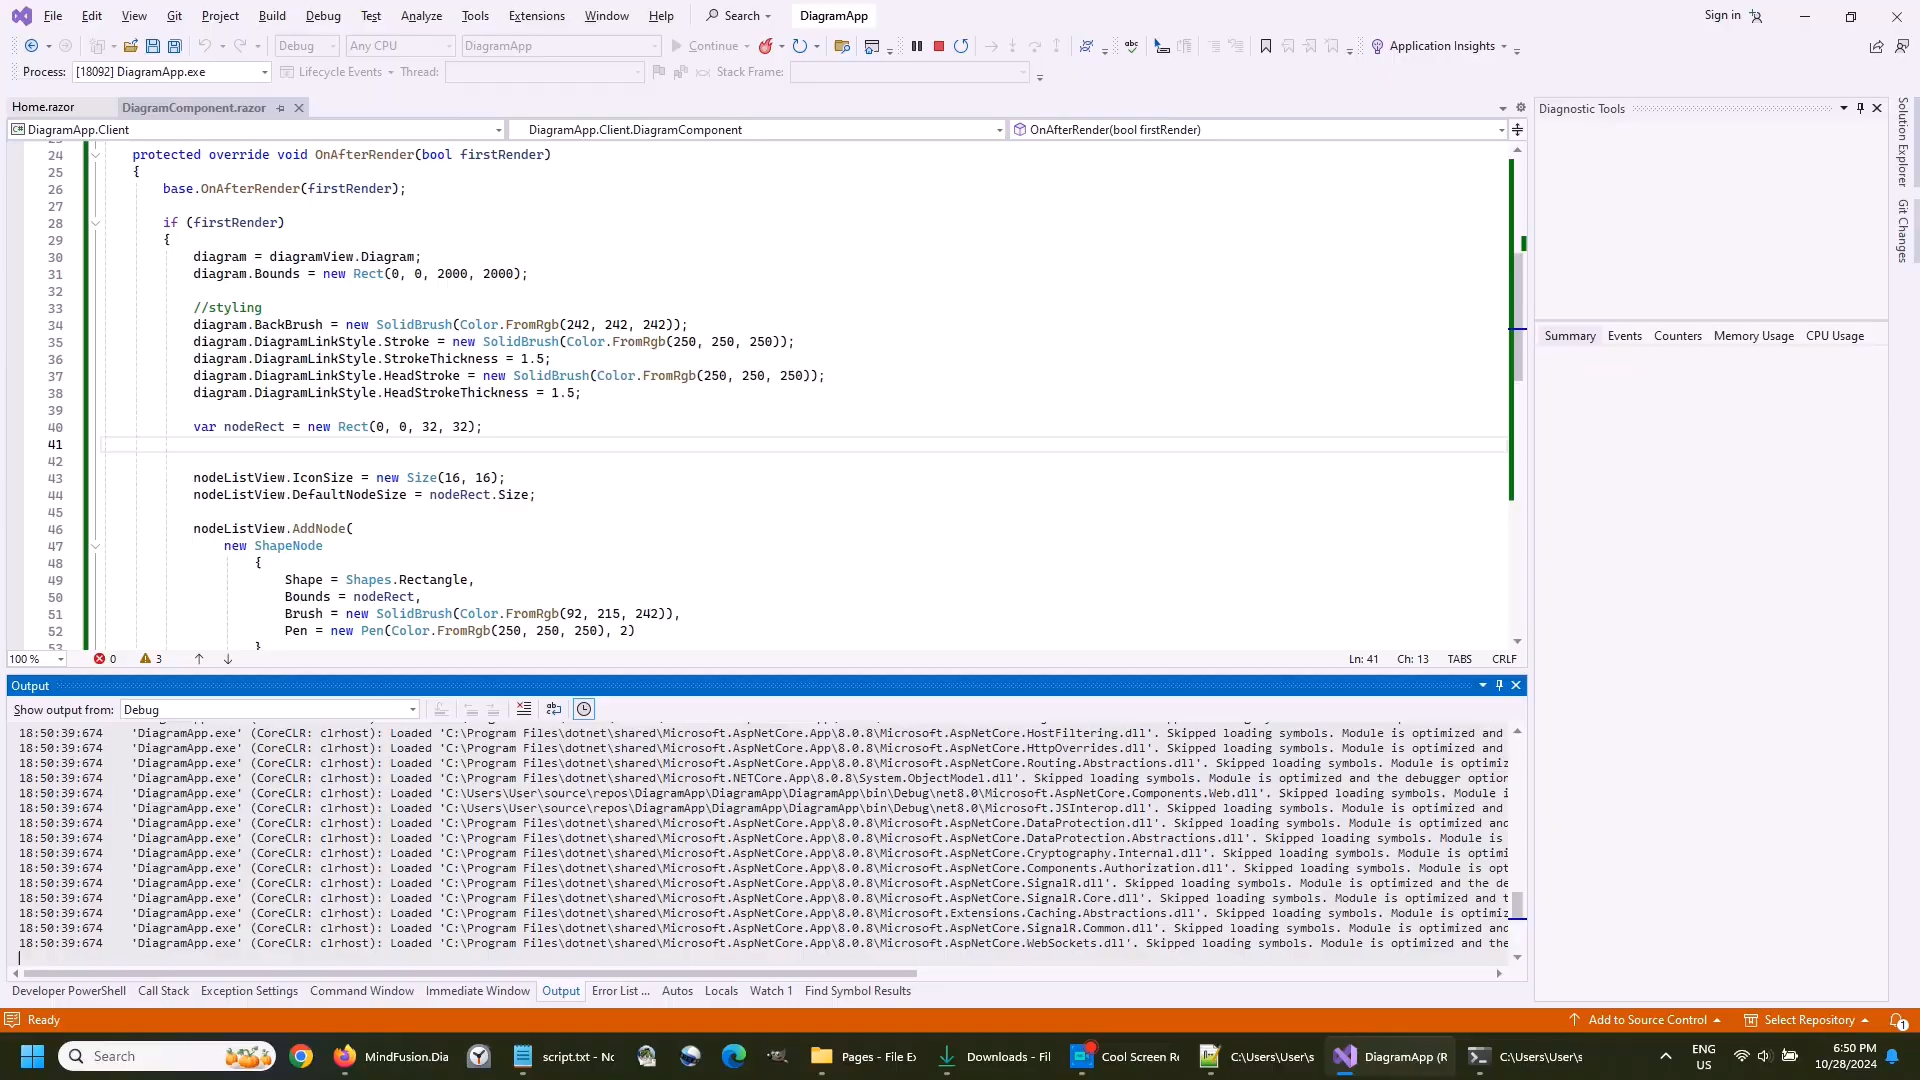 File Edit View Git Project Build Debug Test Analyze Tools Extensions Window Help Search DiagramApp Sign in
Debug Any CPU DiagramApp Continue Application Insights
Process: [18092] DiagramApp.exe Lifecycle Events Thread: Stack Frame:
Home.razor DiagramComponent.razor
DiagramApp.Client DiagramApp.Client.DiagramComponent OnAfterRender(bool firstRender)
24 protected override void OnAfterRender(bool firstRender)
25 {
26 base.OnAfterRender(firstRender);
27
28 if (firstRender)
29 {
30 diagram = diagramView.Diagram;
31 diagram.Bounds = new Rect(0, 0, 2000, 2000);
32
33 //styling
34 diagram.BackBrush = new SolidBrush(Color.FromRgb(242, 242, 242));
35 diagram.DiagramLinkStyle.Stroke = new SolidBrush(Color.FromRgb(250, 250, 250));
36 diagram.DiagramLinkStyle.StrokeThickness = 1.5;
37 diagram.DiagramLinkStyle.HeadStroke = new SolidBrush(Color.FromRgb(250, 250, 250));
38 diagram.DiagramLinkStyle.HeadStrokeThickness = 1.5;
39
40 var nodeRect = new Rect(0, 0, 32, 32);
41
42
43 nodeListView.IconSize = new Size(16, 16);
44 nodeListView.DefaultNodeSize = nodeRect.Size;
45
46 nodeListView.AddNode(
47 new ShapeNode
48 {
49 Shape = Shapes.Rectangle,
50 Bounds = nodeRect,
51 Brush = new SolidBrush(Color.FromRgb(92, 215, 242)),
52 Pen = new Pen(Color.FromRgb(250, 250, 250), 2)
53 }
100 % 0 3 Ln: 41 Ch: 13 TABS CRLF
Output
Show output from: Debug
18:50:39:674 'DiagramApp.exe' (CoreCLR: clrhost): Loaded 'C:\Program Files\dotnet\shared\Microsoft.AspNetCore.App\8.0.8\Microsoft.AspNetCore.HostFiltering.dll'. Skipped loading symbols. Module is optimized and
18:50:39:674 'DiagramApp.exe' (CoreCLR: clrhost): Loaded 'C:\Program Files\dotnet\shared\Microsoft.AspNetCore.App\8.0.8\Microsoft.AspNetCore.HttpOverrides.dll'. Skipped loading symbols. Module is optimized and
18:50:39:674 'DiagramApp.exe' (CoreCLR: clrhost): Loaded 'C:\Program Files\dotnet\shared\Microsoft.AspNetCore.App\8.0.8\Microsoft.AspNetCore.Routing.Abstractions.dll'. Skipped loading symbols. Module is optimiz
18:50:39:674 'DiagramApp.exe' (CoreCLR: clrhost): Loaded 'C:\Program Files\dotnet\shared\Microsoft.NETCore.App\8.0.8\System.ObjectModel.dll'. Skipped loading symbols. Module is optimized and the debugger option
18:50:39:674 'DiagramApp.exe' (CoreCLR: clrhost): Loaded 'C:\Users\User\source\repos\DiagramApp\DiagramApp\DiagramApp\bin\Debug\net8.0\Microsoft.AspNetCore.Components.Web.dll'. Skipped loading symbols. Module i
18:50:39:674 'DiagramApp.exe' (CoreCLR: clrhost): Loaded 'C:\Users\User\source\repos\DiagramApp\DiagramApp\DiagramApp\bin\Debug\net8.0\Microsoft.JSInterop.dll'. Skipped loading symbols. Module is optimized and
18:50:39:674 'DiagramApp.exe' (CoreCLR: clrhost): Loaded 'C:\Program Files\dotnet\shared\Microsoft.AspNetCore.App\8.0.8\Microsoft.AspNetCore.DataProtection.dll'. Skipped loading symbols. Module is optimized and
18:50:39:674 'DiagramApp.exe' (CoreCLR: clrhost): Loaded 'C:\Program Files\dotnet\shared\Microsoft.AspNetCore.App\8.0.8\Microsoft.AspNetCore.DataProtection.Abstractions.dll'. Skipped loading symbols. Module is
18:50:39:674 'DiagramApp.exe' (CoreCLR: clrhost): Loaded 'C:\Program Files\dotnet\shared\Microsoft.AspNetCore.App\8.0.8\Microsoft.AspNetCore.Cryptography.Internal.dll'. Skipped loading symbols. Module is optimi
18:50:39:674 'DiagramApp.exe' (CoreCLR: clrhost): Loaded 'C:\Program Files\dotnet\shared\Microsoft.AspNetCore.App\8.0.8\Microsoft.AspNetCore.Components.Authorization.dll'. Skipped loading symbols. Module is opt
18:50:39:674 'DiagramApp.exe' (CoreCLR: clrhost): Loaded 'C:\Program Files\dotnet\shared\Microsoft.AspNetCore.App\8.0.8\Microsoft.AspNetCore.SignalR.dll'. Skipped loading symbols. Module is optimized and the de
18:50:39:674 'DiagramApp.exe' (CoreCLR: clrhost): Loaded 'C:\Program Files\dotnet\shared\Microsoft.AspNetCore.App\8.0.8\Microsoft.AspNetCore.SignalR.Core.dll'. Skipped loading symbols. Module is optimized and t
18:50:39:674 'DiagramApp.exe' (CoreCLR: clrhost): Loaded 'C:\Program Files\dotnet\shared\Microsoft.AspNetCore.App\8.0.8\Microsoft.Extensions.Caching.Abstractions.dll'. Skipped loading symbols. Module is optimiz
18:50:39:674 'DiagramApp.exe' (CoreCLR: clrhost): Loaded 'C:\Program Files\dotnet\shared\Microsoft.AspNetCore.App\8.0.8\Microsoft.AspNetCore.SignalR.Common.dll'. Skipped loading symbols. Module is optimized and
18:50:39:674 'DiagramApp.exe' (CoreCLR: clrhost): Loaded 'C:\Program Files\dotnet\shared\Microsoft.AspNetCore.App\8.0.8\Microsoft.AspNetCore.WebSockets.dll'. Skipped loading symbols. Module is optimized and the
Developer PowerShell Call Stack Exception Settings Command Window Immediate Window Output Error List ... Autos Locals Watch 1 Find Symbol Results
Diagnostic Tools
Summary Events Counters Memory Usage CPU Usage
Solution Explorer
Git Changes
Ready Add to Source Control Select Repository 1
Search MindFusion.Dia script.txt - Nc Pages - File E Downloads - Fil Cool Screen Re C:\Users\User\s DiagramApp (R C:\Users\User\s ENG US 6:50 PM 10/28/2024